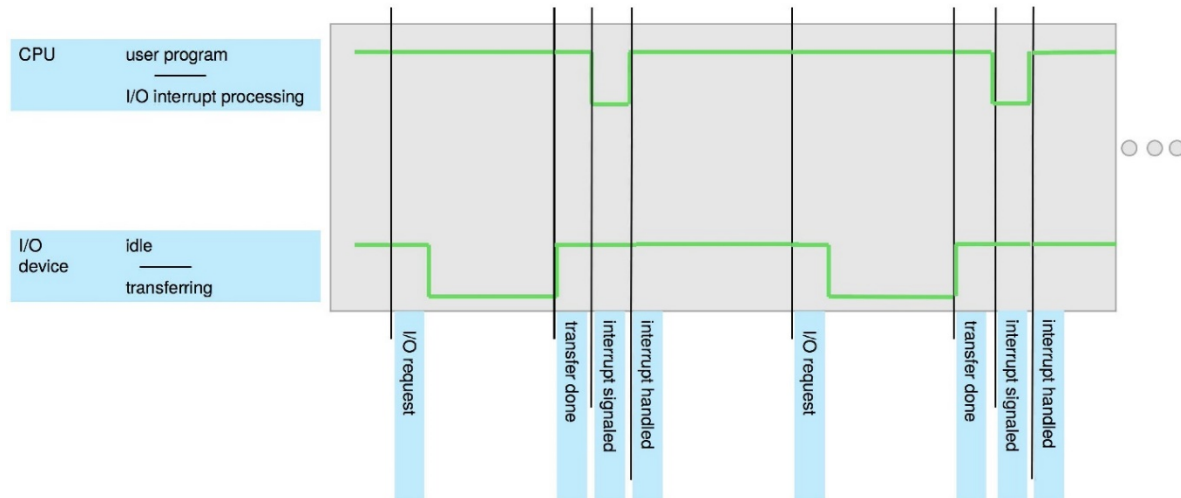 CPU
user program
I/O interrupt processing
I/O
device
idle
transferring
I/O request
transfer done
interrupt signaled
interrupt handled
I/O request
transfer done
interrupt signaled
interrupt handled